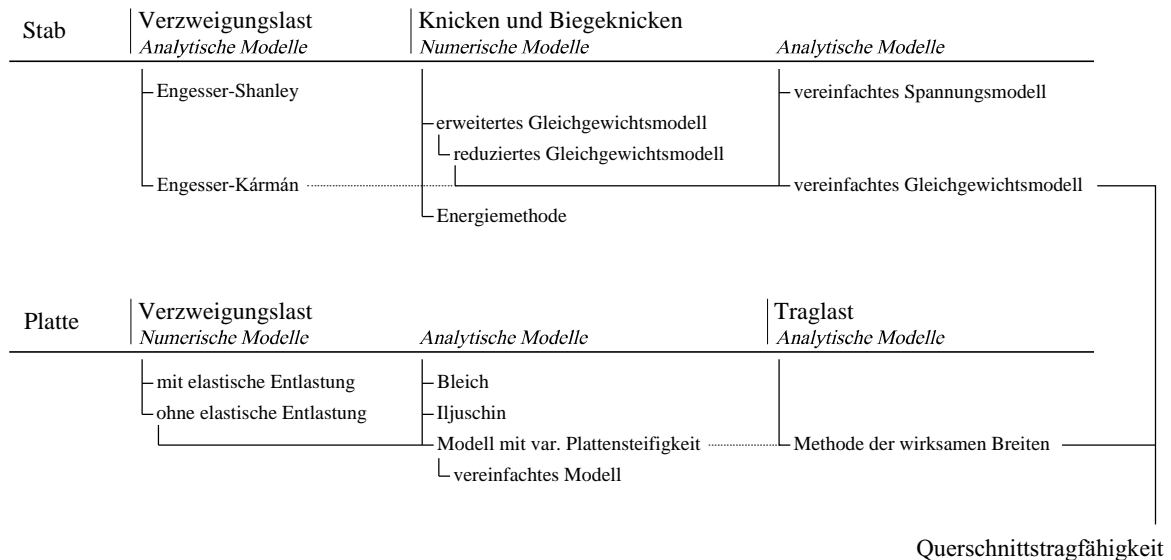 Stab
Verzweigungslast
Knicken und Biegeknicken
Analytische Modelle
Numerische Modelle
Analytische Modelle
Engesser-Shanley
vereinfachtes Spannungsmodell
erweitertes Gleichgewichtsmodell
reduziertes Gleichgewichtsmodell
Engesser-Kármán
vereinfachtes Gleichgewichtsmodell
Energiemethode
Platte
Verzweigungslast
Traglast
Numerische Modelle
Analytische Modelle
Analytische Modelle
mit elastische Entlastung
Bleich
ohne elastische Entlastung
Iljuschin
Modell mit var. Plattensteifigkeit
Methode der wirksamen Breiten
vereinfachtes Modell
Querschnittstragfähigkeit